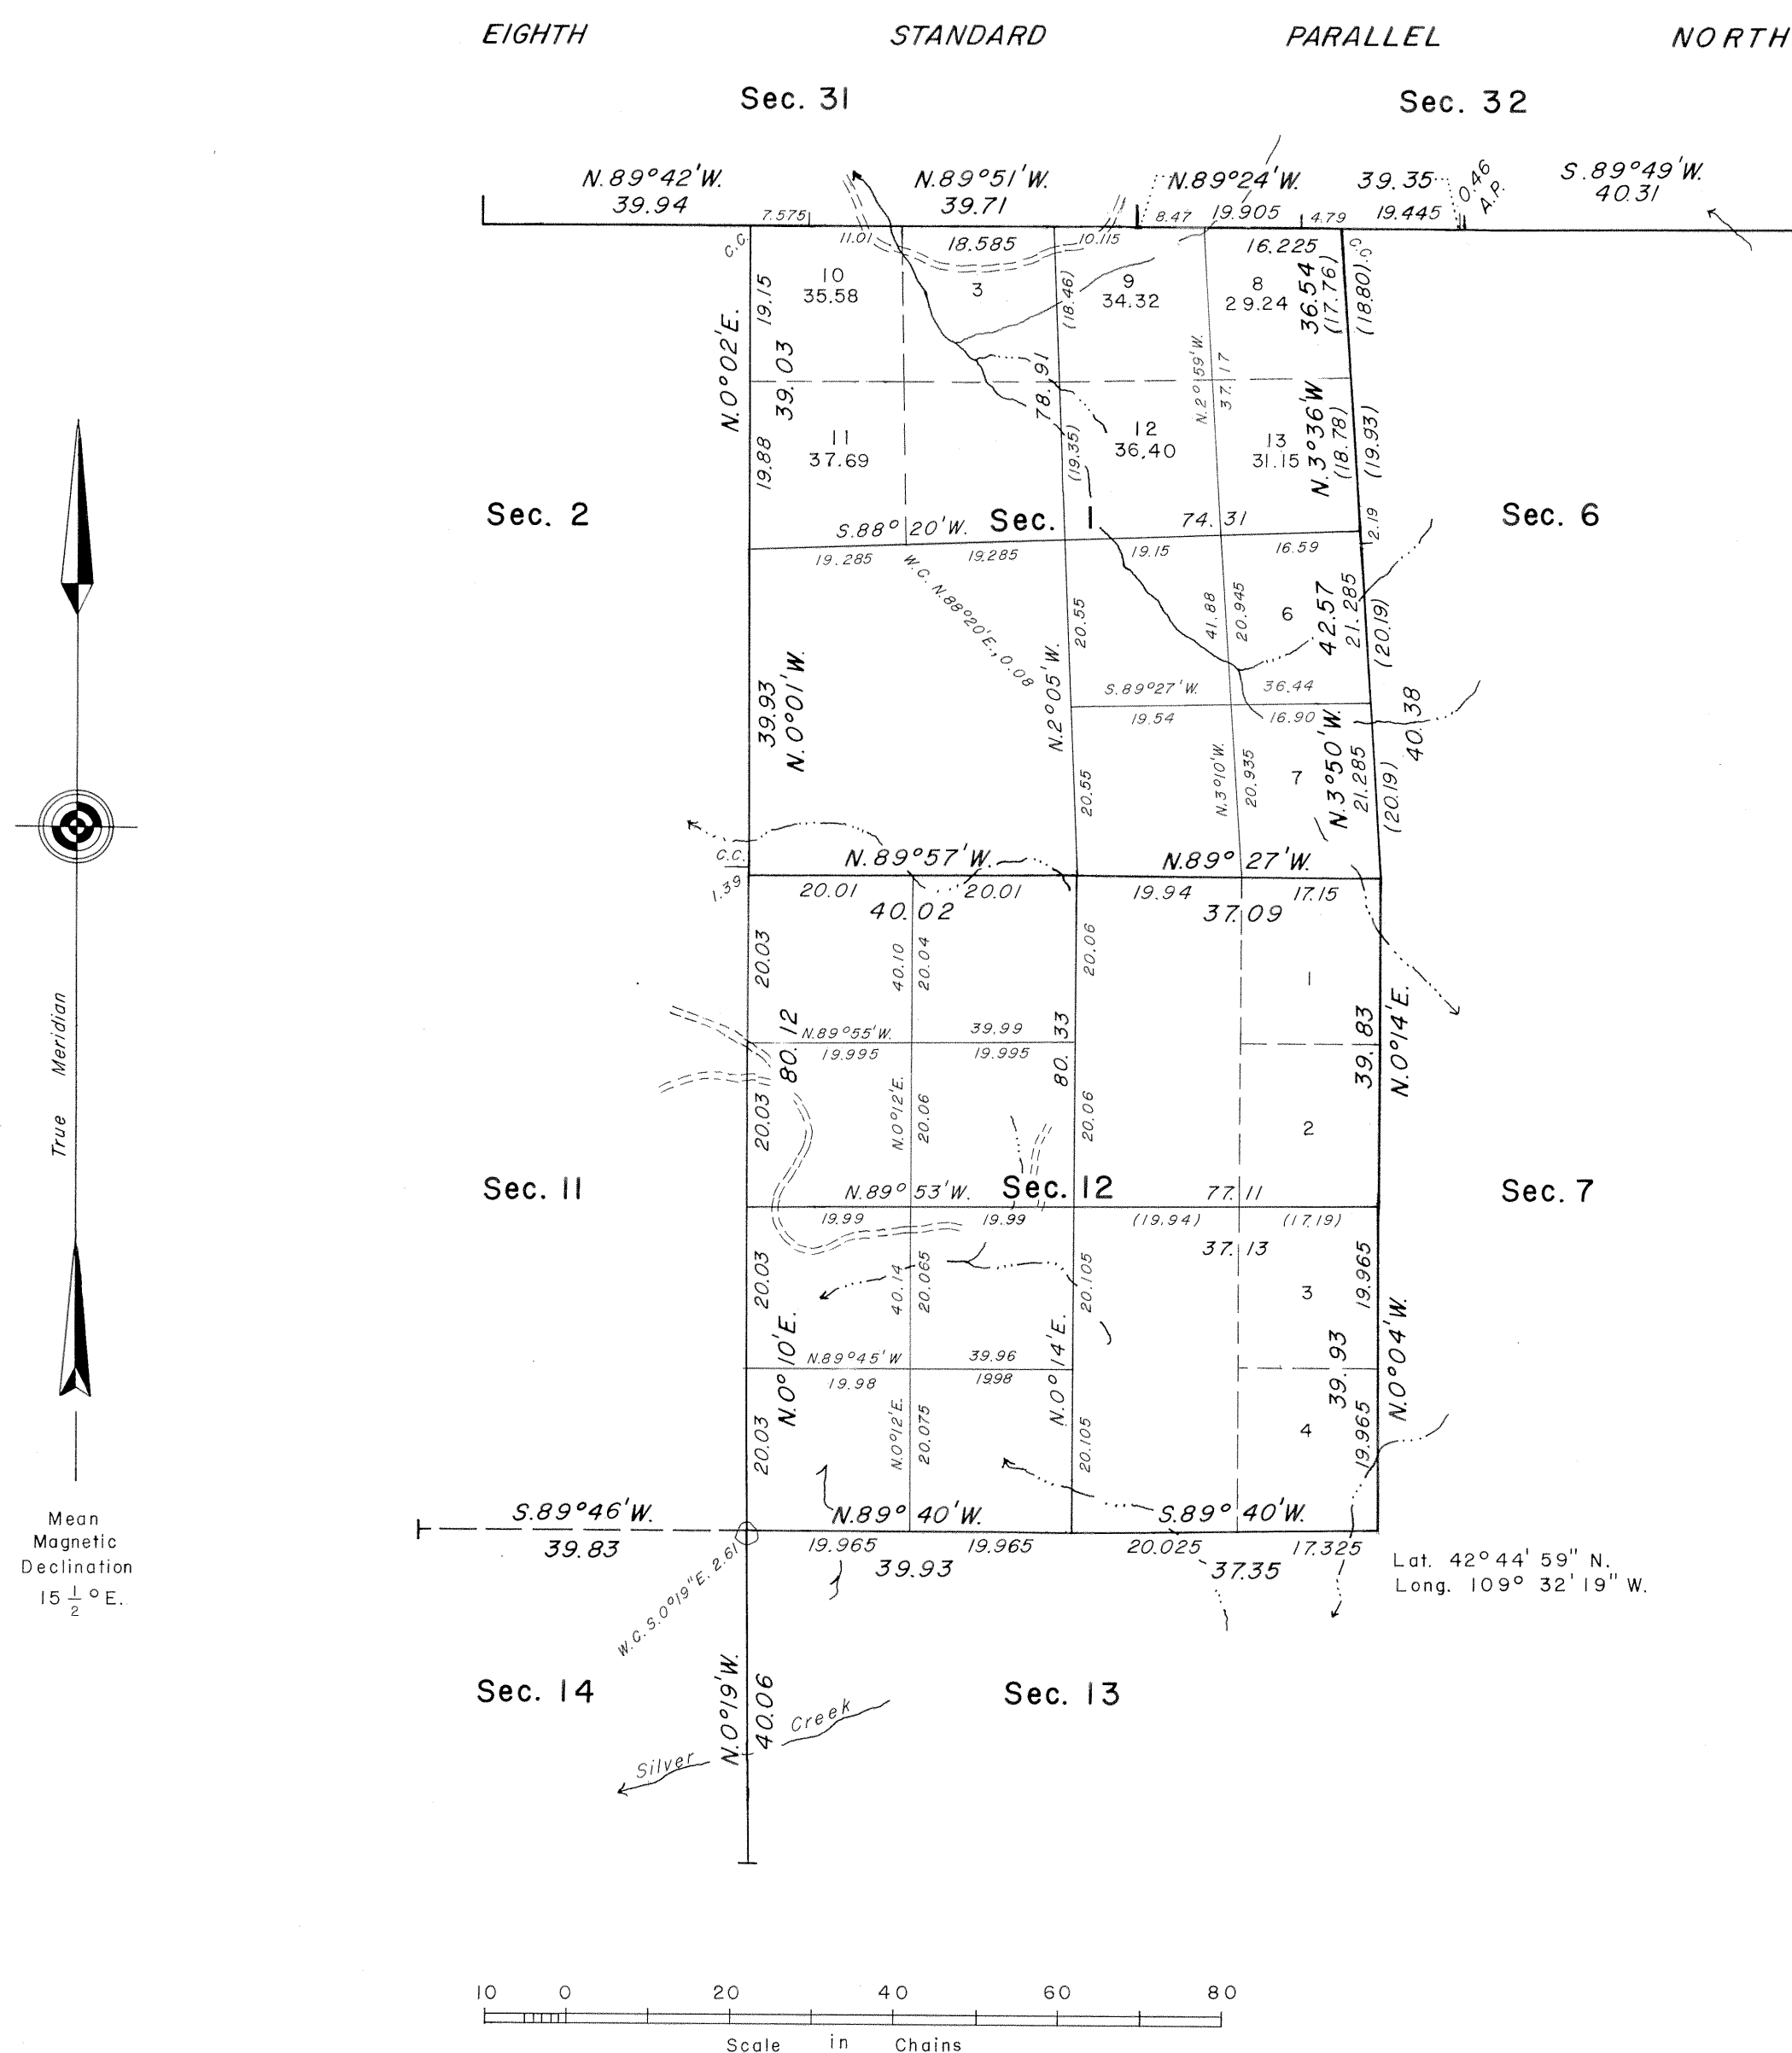 EIGHTH STANDARD PARALLEL NORTH
Sec. 31
Sec. 32
N.89°42'W.
39.94
N.89°51'W.
39.71
N.89°24'W.
39.35
0.46
A.P.
S.89°49'W.
40.31
7.575
8.47
19.905
4.79
19.445
C.C.
11.01
18.585
10.115
16.225
C.C.
10
35.58
3
9
34.32
8
29.24
19.15
39.03
N.0°02'E.
(18.46)
36.54
(17.76)
(18.80)
78.91
N.2°59'W.
37.17
N.3°36'W
(18.78)
(19.93)
11
37.69
19.88
12
36.40
(19.35)
13
31.15
Sec. 2
S.88°20'W.
Sec. 1
74.31
2.19
Sec. 6
19.285
19.285
19.15
16.59
W.C. N.88°20'E., 0.08
20.55
41.88
20.945
6
42.57
21.285
(20.19)
39.93
N.0°01'W.
N.2°05'W.
S.89°27'W.
36.44
19.54
16.90
40.38
20.55
N.3°10'W.
20.935
7
N.3°50'W.
21.285
(20.19)
C.C.
1.39
N.89°57'W.
N.89°27'W.
20.01
20.01
40.02
19.94
17.15
37.09
20.03
40.10
20.04
20.06
1
80.12
N.89°55'W.
39.99
80.33
39.83
N.0°14'E.
19.995
19.995
True Meridian
20.03
N.0°12'E.
20.06
20.06
2
Sec. 11
N.89°53'W.
Sec. 12
77.11
Sec. 7
19.99
19.99
(19.94)
(17.19)
37.13
20.03
40.14
20.065
20.105
3
19.965
N.0°10'E.
N.89°45'W
39.96
N.0°14'E.
39.93
N.0°04'W.
19.98
19.98
20.03
N.0°12'E.
20.075
20.105
4
19.965
Mean
Magnetic
Declination
15 1/2° E.
S.89°46'W.
39.83
N.89°40'W.
S.89°40'W.
19.965
19.965
39.93
20.025
17.325
37.35
Lat. 42° 44' 59" N.
Long. 109° 32' 19" W.
W.C. S.0°19"E. 2.61
N.0°19'W.
40.06
Sec. 14
Sec. 13
Silver Creek
10 0 20 40 60 80
Scale in Chains